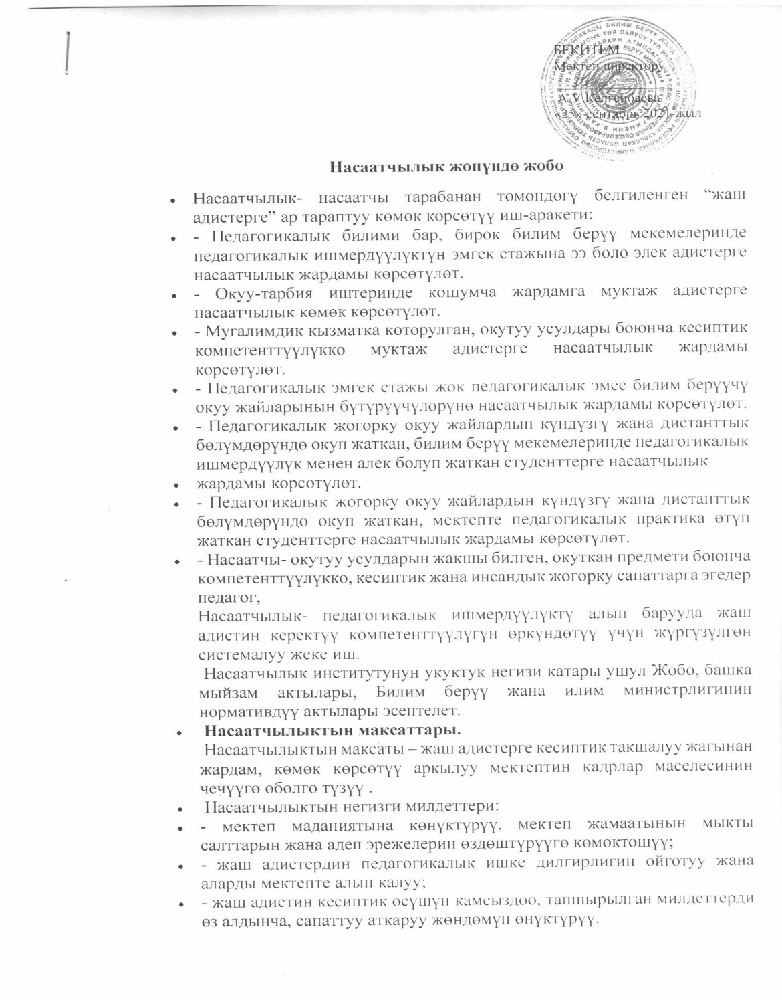 БЕКИТЕМ
Мектеп директору
А.У.Келгенбаева
«25» сентябрь 2021-жыл
Насаатчылык жөнүндө жобо
• Насаатчылык- насаатчы тарабанан төмөндөгү белгиленген “жаш
адистерге” ар тараптуу көмөк көрсөтүү иш-аракети:
• - Педагогикалык билими бар, бирок билим берүү мекемелеринде
педагогикалык ишмердүүлүктүн эмгек стажына ээ боло элек адистерге
насаатчылык жардамы көрсөтүлөт.
• - Окуу-тарбия иштеринде кошумча жардамга муктаж адистерге
насаатчылык көмөк көрсөтүлөт.
• - Мугалимдик кызматка которулган, окутуу усулдары боюнча кесиптик
компетенттүүлүккө муктаж адистерге насаатчылык жардамы
көрсөтүлөт.
• - Педагогикалык эмгек стажы жок педагогикалык эмес билим берүүчү
окуу жайларынын бүтүрүүчүлөрүнө насаатчылык жардамы көрсөтүлөт.
• - Педагогикалык жогорку окуу жайлардын күндүзгү жана дистанттык
бөлүмдөрүндө окуп жаткан, билим берүү мекемелеринде педагогикалык
ишмердүүлүк менен алек болуп жаткан студенттерге насаатчылык
• жардамы көрсөтүлөт.
• - Педагогикалык жогорку окуу жайлардын күндүзгү жана дистанттык
бөлүмдөрүндө окуп жаткан, мектепте педагогикалык практика өтүп
жаткан студенттерге насаатчылык жардамы көрсөтүлөт.
• - Насаатчы- окутуу усулдарын жакшы билген, окуткан предмети боюнча
компетенттүүлүккө, кесиптик жана инсандык жогорку сапаттарга эгедер
педагог,
Насаатчылык- педагогикалык ишмердүүлүктү алып барууда жаш
адистин керектүү компетенттүүлүгүн өркүндөтүү үчүн жүргүзүлгөн
системалуу жеке иш.
Насаатчылык институтунун укуктук негизи катары ушул Жобо, башка
мыйзам актылары, Билим берүү жана илим министрлигинин
нормативдүү актылары эсептелет.
• Насаатчылыктын максаттары.
Насаатчылыктын максаты – жаш адистерге кесиптик такшалуу жагынан
жардам, көмөк көрсөтүү аркылуу мектептин кадрлар маселесинин
чечүүгө өбөлгө түзүү .
• Насаатчылыктын негизги милдеттери:
• - мектеп маданиятына көнүктүрүү, мектеп жамаатынын мыкты
салттарын жана адеп эрежелерин өздөштүрүүгө көмөктөшүү;
• - жаш адистердин педагогикалык ишке дилгирлигин ойготуу жана
аларды мектепте алып калуу;
• - жаш адистин кесиптик өсүшүн камсыздоо, тапшырылган милдеттерди
өз алдынча, сапаттуу аткаруу жөндөмүн өнүктүрүү.